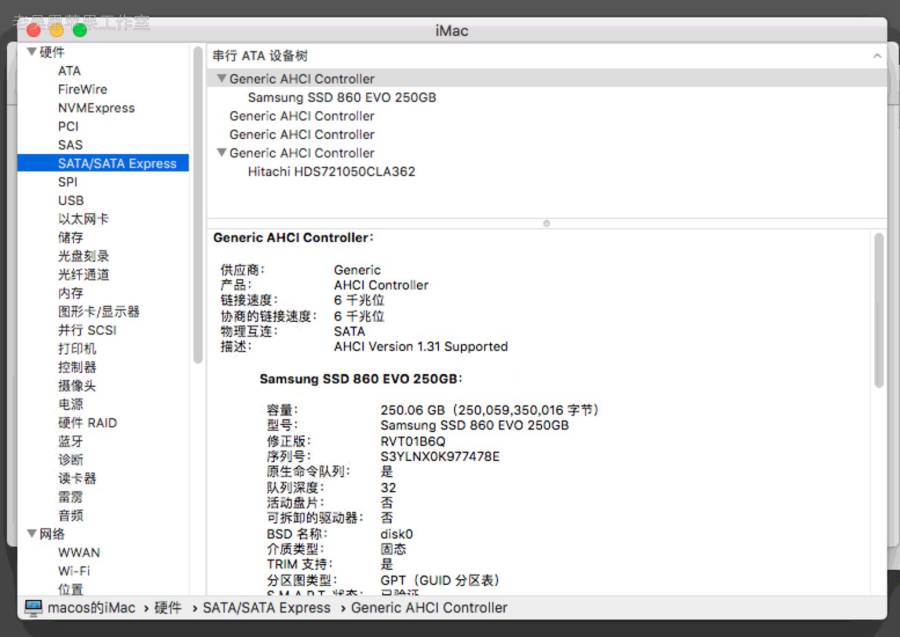 iMac
硬件
ATA
FireWire
NVMExpress
PCI
SAS
SATA/SATA Express
SPI
USB
以太网卡
储存
光盘刻录
光纤通道
内存
图形卡/显示器
并行 SCSI
打印机
控制器
摄像头
电源
硬件 RAID
蓝牙
诊断
读卡器
雷雳
音频
网络
WWAN
Wi-Fi
位置
串行 ATA 设备树
Generic AHCI Controller
Samsung SSD 860 EVO 250GB
Generic AHCI Controller
Generic AHCI Controller
Generic AHCI Controller
Hitachi HDS721050CLA362
Generic AHCI Controller:
供应商: Generic
产品: AHCI Controller
链接速度: 6 千兆位
协商的链接速度: 6 千兆位
物理互连: SATA
描述: AHCI Version 1.31 Supported
Samsung SSD 860 EVO 250GB:
容量: 250.06 GB（250,059,350,016 字节）
型号: Samsung SSD 860 EVO 250GB
修正版: RVT01B6Q
序列号: S3YLNX0K977478E
原生命令队列: 是
队列深度: 32
活动盘片: 否
可拆卸的驱动器: 否
BSD 名称: disk0
介质类型: 固态
TRIM 支持: 是
分区图类型: GPT（GUID 分区表）
S.M.A.R.T. 状态: 已验证
macos的iMac › 硬件 › SATA/SATA Express › Generic AHCI Controller